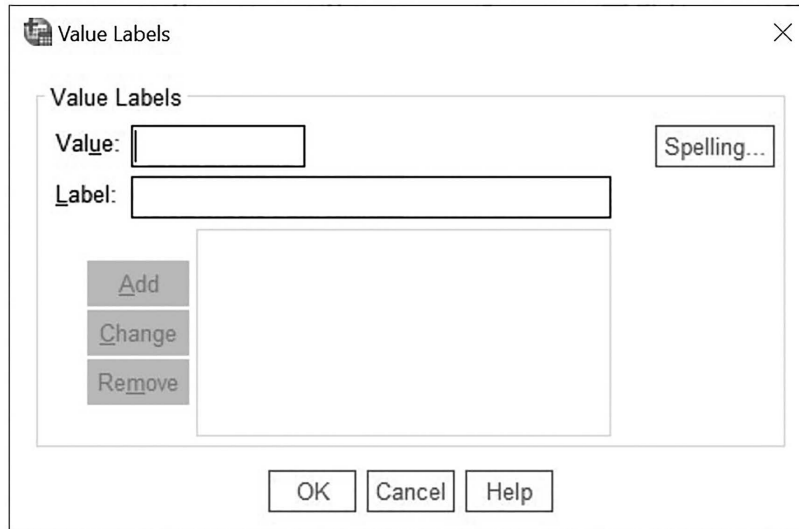 Value Labels
Value Labels
Value:
Spelling...
Label:
Add
Change
Remove
OK Cancel Help